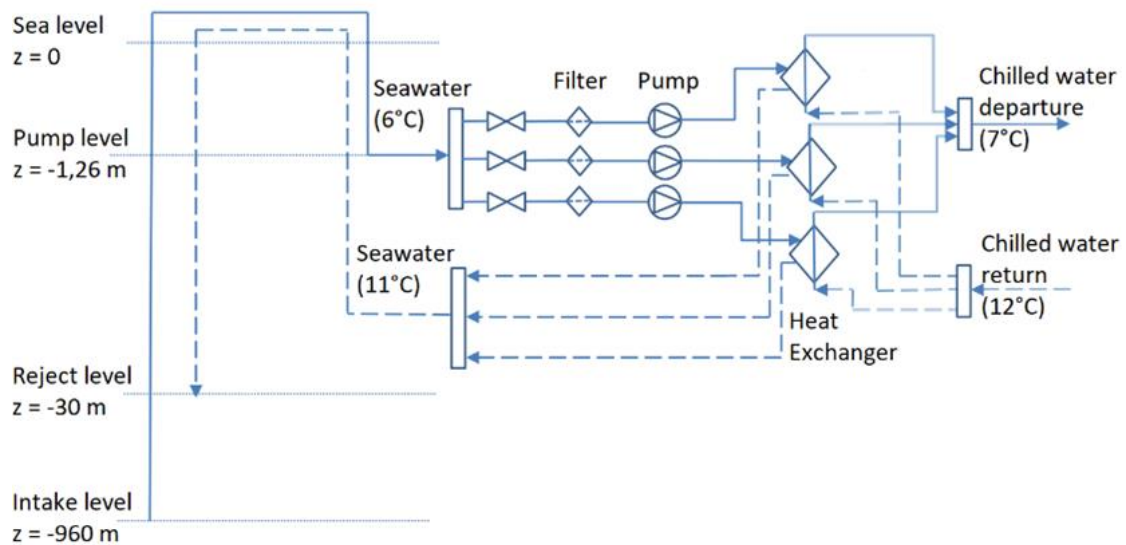 Sea level
z = 0
Pump level
z = -1,26 m
Reject level
z = -30 m
Intake level
z = -960 m
Seawater
(6°C)
Filter
Pump
Seawater
(11°C)
Heat
Exchanger
Chilled water
departure
(7°C)
Chilled water
return
(12°C)